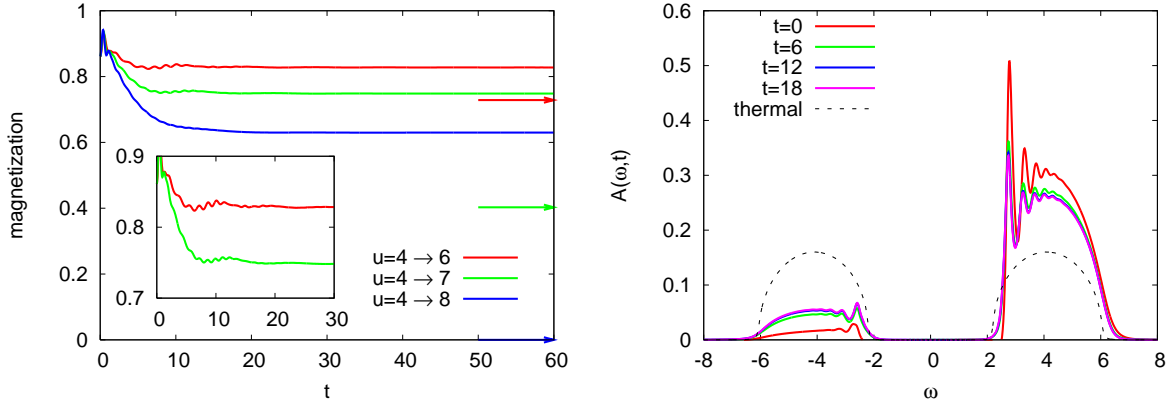 magnetization
1
0.8
0.6
0.4
0.2
0
0 10 20 30 40 50 60
t
0.9
0.8
0.7
0 10 20 30
u=4 → 6
u=4 → 7
u=4 → 8
A(ω,t)
0.6
0.5
0.4
0.3
0.2
0.1
0
-8 -6 -4 -2 0 2 4 6 8
ω
t=0
t=6
t=12
t=18
thermal